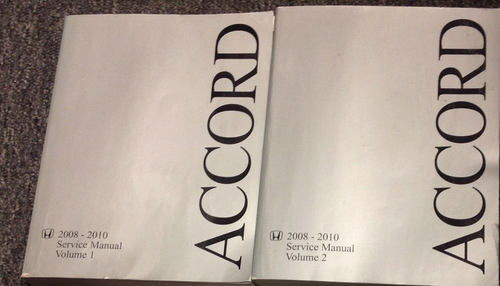 ACCORD
2008 - 2010
Service Manual
Volume 1
ACCORD
2008 - 2010
Service Manual
Volume 2